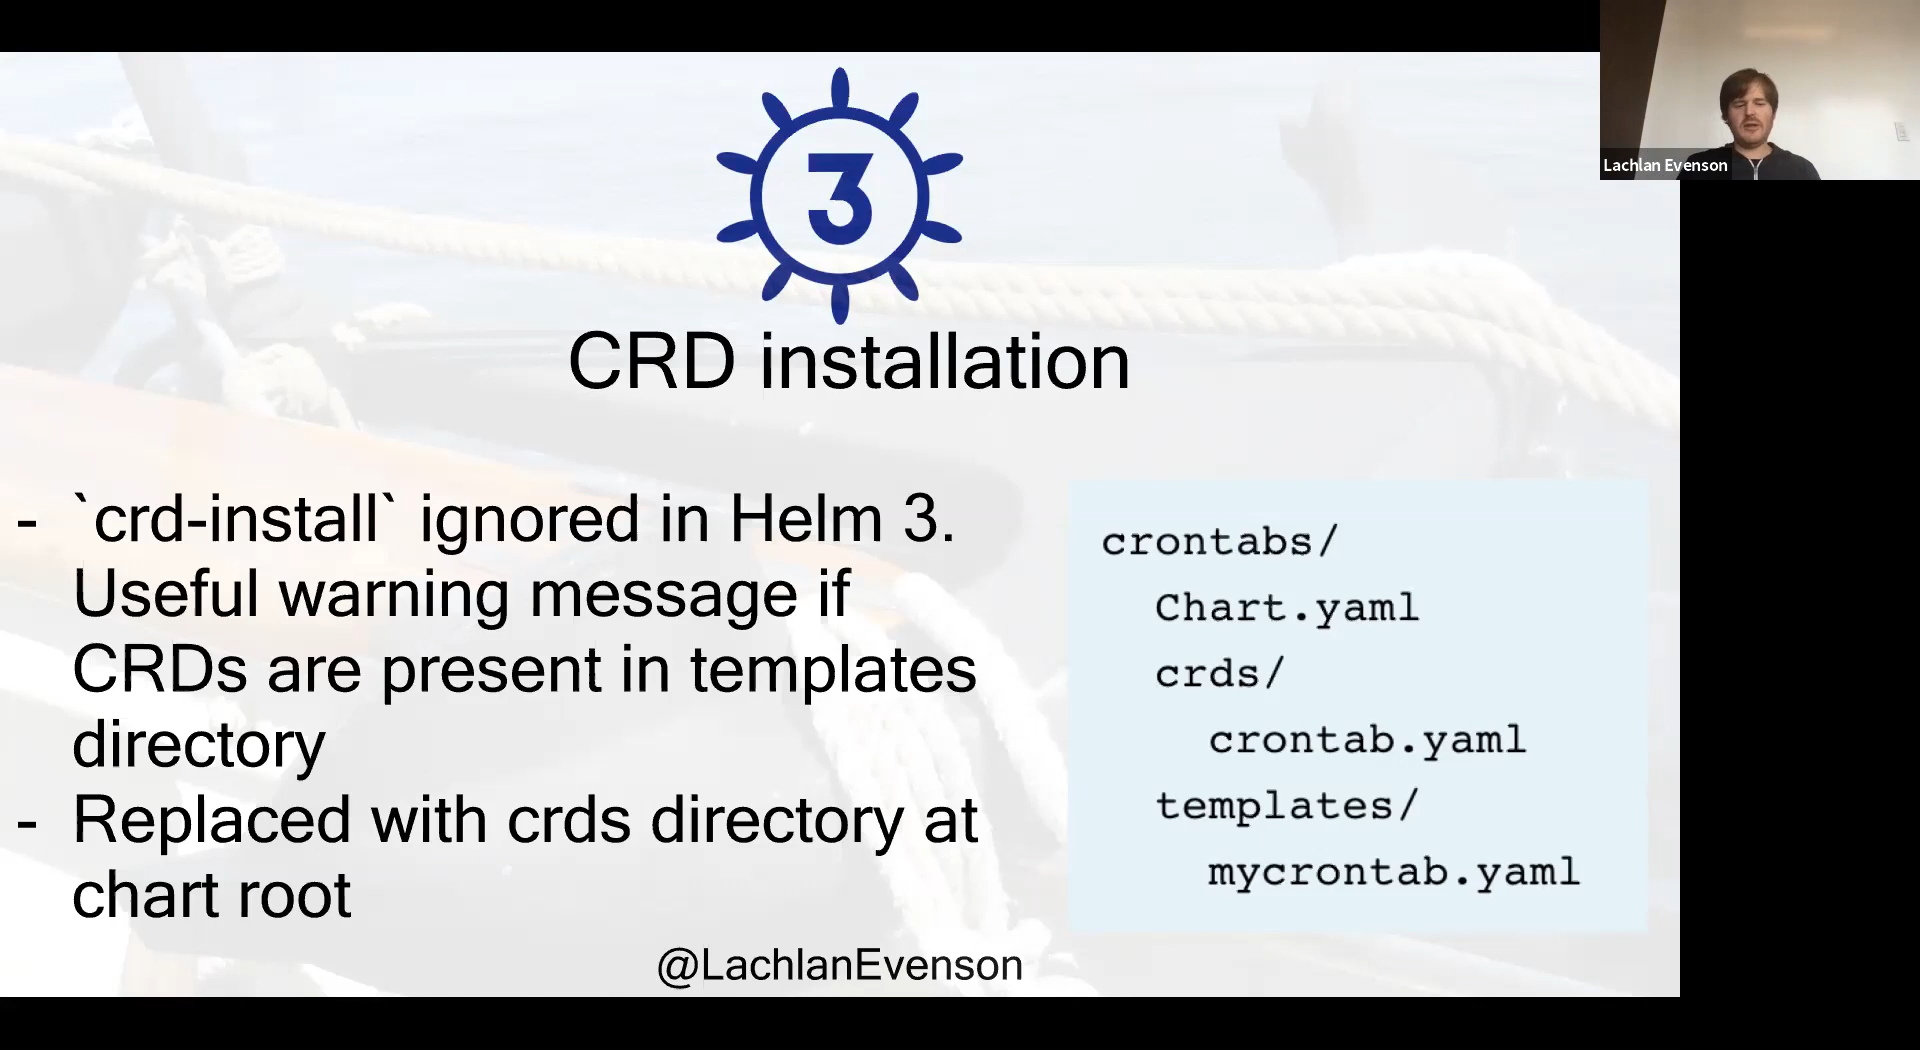 Lachlan Evenson
3
CRD installation
- `crd-install` ignored in Helm 3.
Useful warning message if
CRDs are present in templates
directory
- Replaced with crds directory at
chart root
crontabs/
Chart.yaml
crds/
crontab.yaml
templates/
mycrontab.yaml
@LachlanEvenson